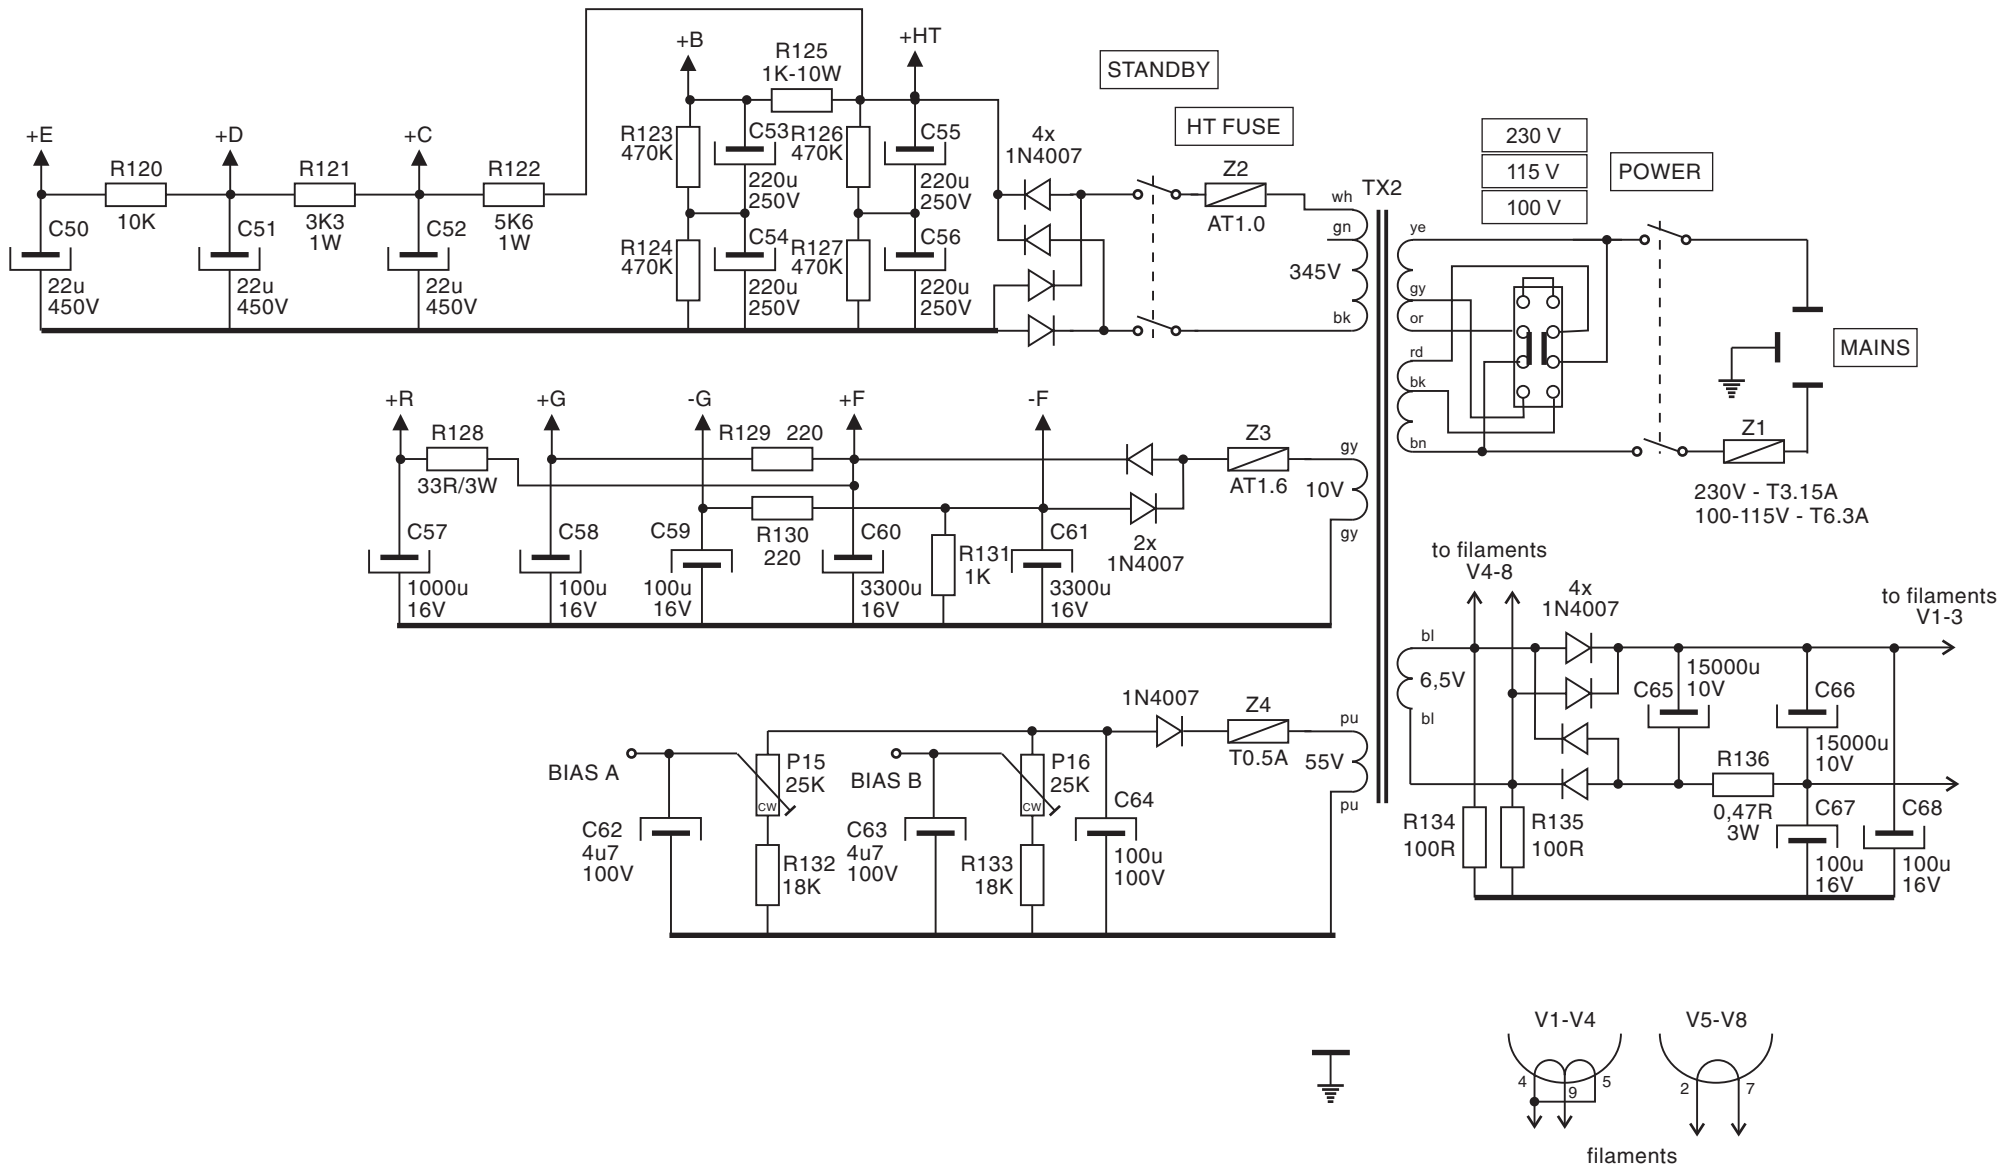 +B
R125
1K-10W
+HT
STANDBY
HT FUSE
230 V
115 V
100 V
POWER
+E
+D
+C
R120
10K
R121
3K3
1W
R122
5K6
1W
C50
22u
450V
C51
22u
450V
C52
22u
450V
R123
470K
C53
220u
250V
R126
470K
C55
220u
250V
R124
470K
C54
220u
250V
R127
470K
C56
220u
250V
4x
1N4007
Z2
AT1.0
TX2
wh
gn
345V
bk
ye
gy
or
rd
bk
bn
MAINS
Z1
230V - T3.15A
100-115V - T6.3A
+R
+G
-G
+F
-F
R128
33R/3W
R129 220
R130
220
Z3
AT1.6
gy
10V
gy
C57
1000u
16V
C58
100u
16V
C59
100u
16V
C60
3300u
16V
R131
1K
C61
3300u
16V
2x
1N4007
to filaments
V4-8
4x
1N4007
to filaments
V1-3
bl
6,5V
bl
15000u
C65 10V
C66
15000u
10V
R136
0,47R
3W
R134
100R
R135
100R
C67
100u
16V
C68
100u
16V
1N4007
Z4
T0.5A
pu
55V
pu
BIAS A
P15
25K
CW
BIAS B
P16
25K
CW
C62
4u7
100V
R132
18K
C63
4u7
100V
R133
18K
C64
100u
100V
V1-V4
4
9
5
V5-V8
2
7
filaments